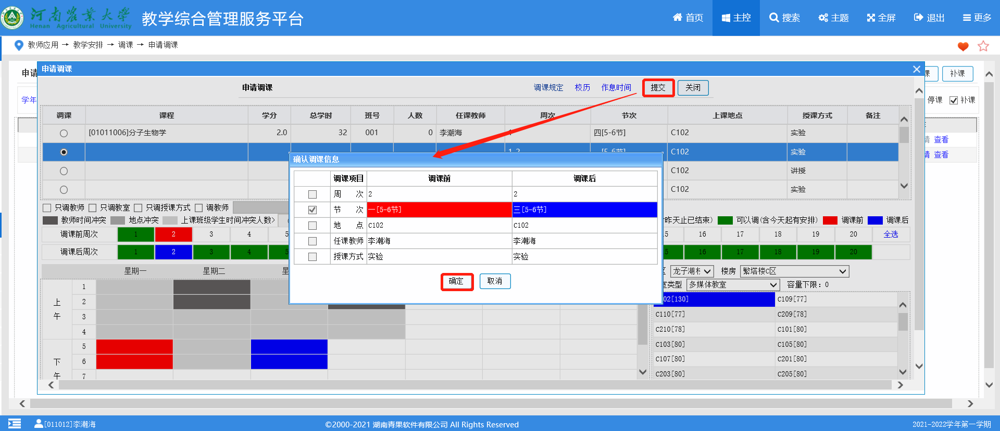 河南农业大学
Henan Agricultural University
教学综合管理服务平台
首页 主控 搜索 主题 全屏 退出 更多
教师应用 → 教学安排 → 调课 → 申请调课
申请
课 补课
申请调课
申请调课 调课规定 校历 作息时间 提交 关闭
学年
停课 补课
调课 课程 学分 总学时 班号 人数 任课教师 周次 节次 上课地点 授课方式 备注
[01011006]分子生物学 2.0 32 001 0 李潮海 四[5-6节] C102 实验
查看
C102 实验
查看
C102 讲授
C102 实验
确认调课信息
调课项目 调课前 调课后
周 次 2 2
节 次 一[5-6节] 三[5-6节]
地 点 C102 C102
任课教师 李潮海 李潮海
授课方式 实验 实验
确定 取消
只调教师 只调教室 只调授课方式 调教师
教师时间冲突 地点冲突 上课班级学生时间冲突人数>
昨天止已结束) 可以调(含今天起有安排) 调课前 调课后
调课前周次 1 2 3 4 5 16 17 18 19 20 全选
调课后周次 1 2 3 4 5 16 17 18 19 20
星期一 星期二
龙子湖校 楼房 繁塔楼C区
室类型 多媒体教室 容量下限：0
上午 1
2
3
4
下午 5
6
7
02[130] C109[77]
C110[77] C209[78]
C210[78] C101[80]
C103[80] C105[80]
C107[80] C201[80]
C203[80] C205[80]
[011012]李潮海
©2000-2021 湖南青果软件有限公司 All Rights Reserved
2021-2022学年第一学期